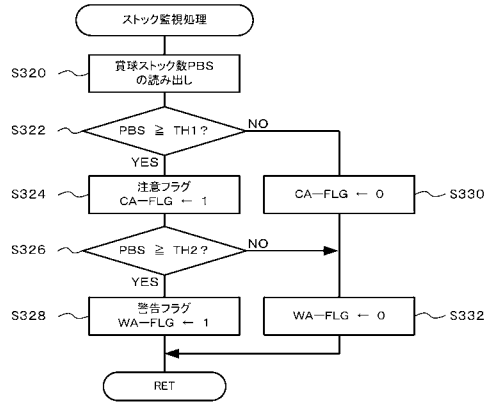 ストック監視処理
S320
賞球ストック数PBS
の読み出し
S322
PBS ≧ TH1?
NO
YES
S324
注意フラグ
CA-FLG ← 1
CA-FLG ← 0
S330
S326
PBS ≧ TH2?
NO
YES
S328
警告フラグ
WA-FLG ← 1
WA-FLG ← 0
S332
RET